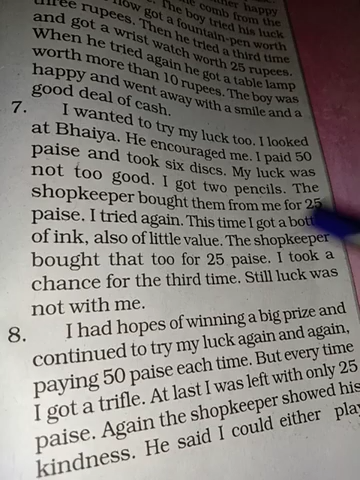 comb from the
happy
The boy tried his luck
now got a fountain-pen worth
three rupees. Then he tried a third time
and got a wrist watch worth 25 rupees.
When he tried again he got a table lamp
worth more than 10 rupees. The boy was
happy and went away with a smile and a
good deal of cash.
7. I wanted to try my luck too. I looked
at Bhaiya. He encouraged me. I paid 50
paise and took six discs. My luck was
not too good. I got two pencils. The
shopkeeper bought them from me for 25
paise. I tried again. This time I got a
of ink, also of little value. The shopkeeper
bought that too for 25 paise. I took a
chance for the third time. Still luck was
not with me.
8. I had hopes of winning a big prize and
continued to try my luck again and again,
paying 50 paise each time. But every time
I got a trifle. At last I was left with only 25
paise. Again the shopkeeper showed his
kindness. He said I could either